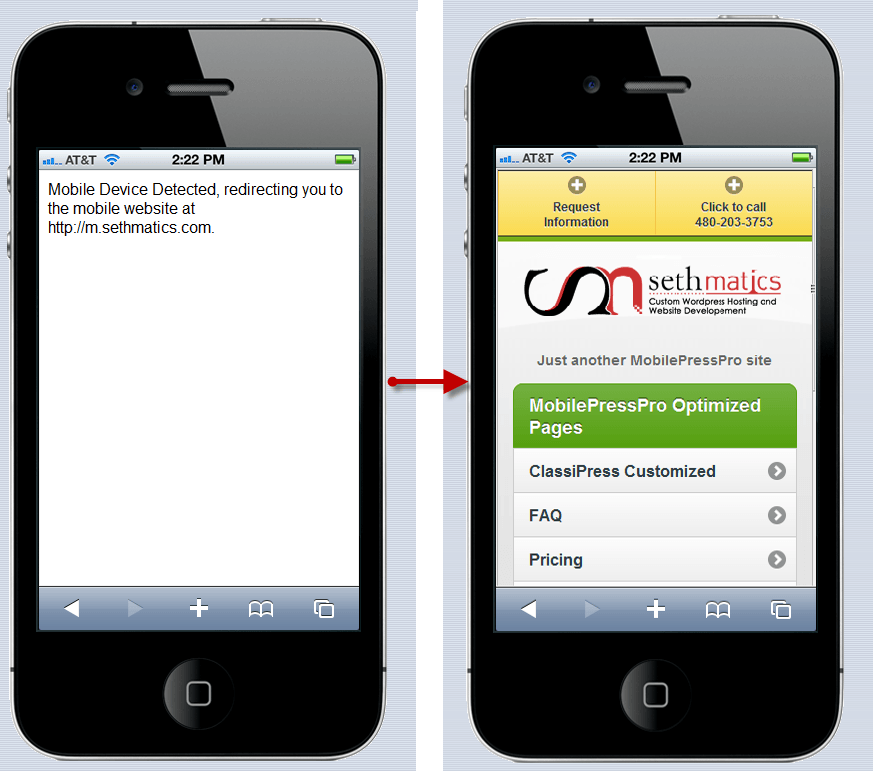 AT&T 2:22 PM
Mobile Device Detected, redirecting you to
the mobile website at
http://m.sethmatics.com.
AT&T 2:22 PM
Request
Information
Click to call
480-203-3753
sm sethmatics
Custom Wordpress Hosting and
Website Developement
Just another MobilePressPro site
MobilePressPro Optimized
Pages
ClassiPress Customized
FAQ
Pricing